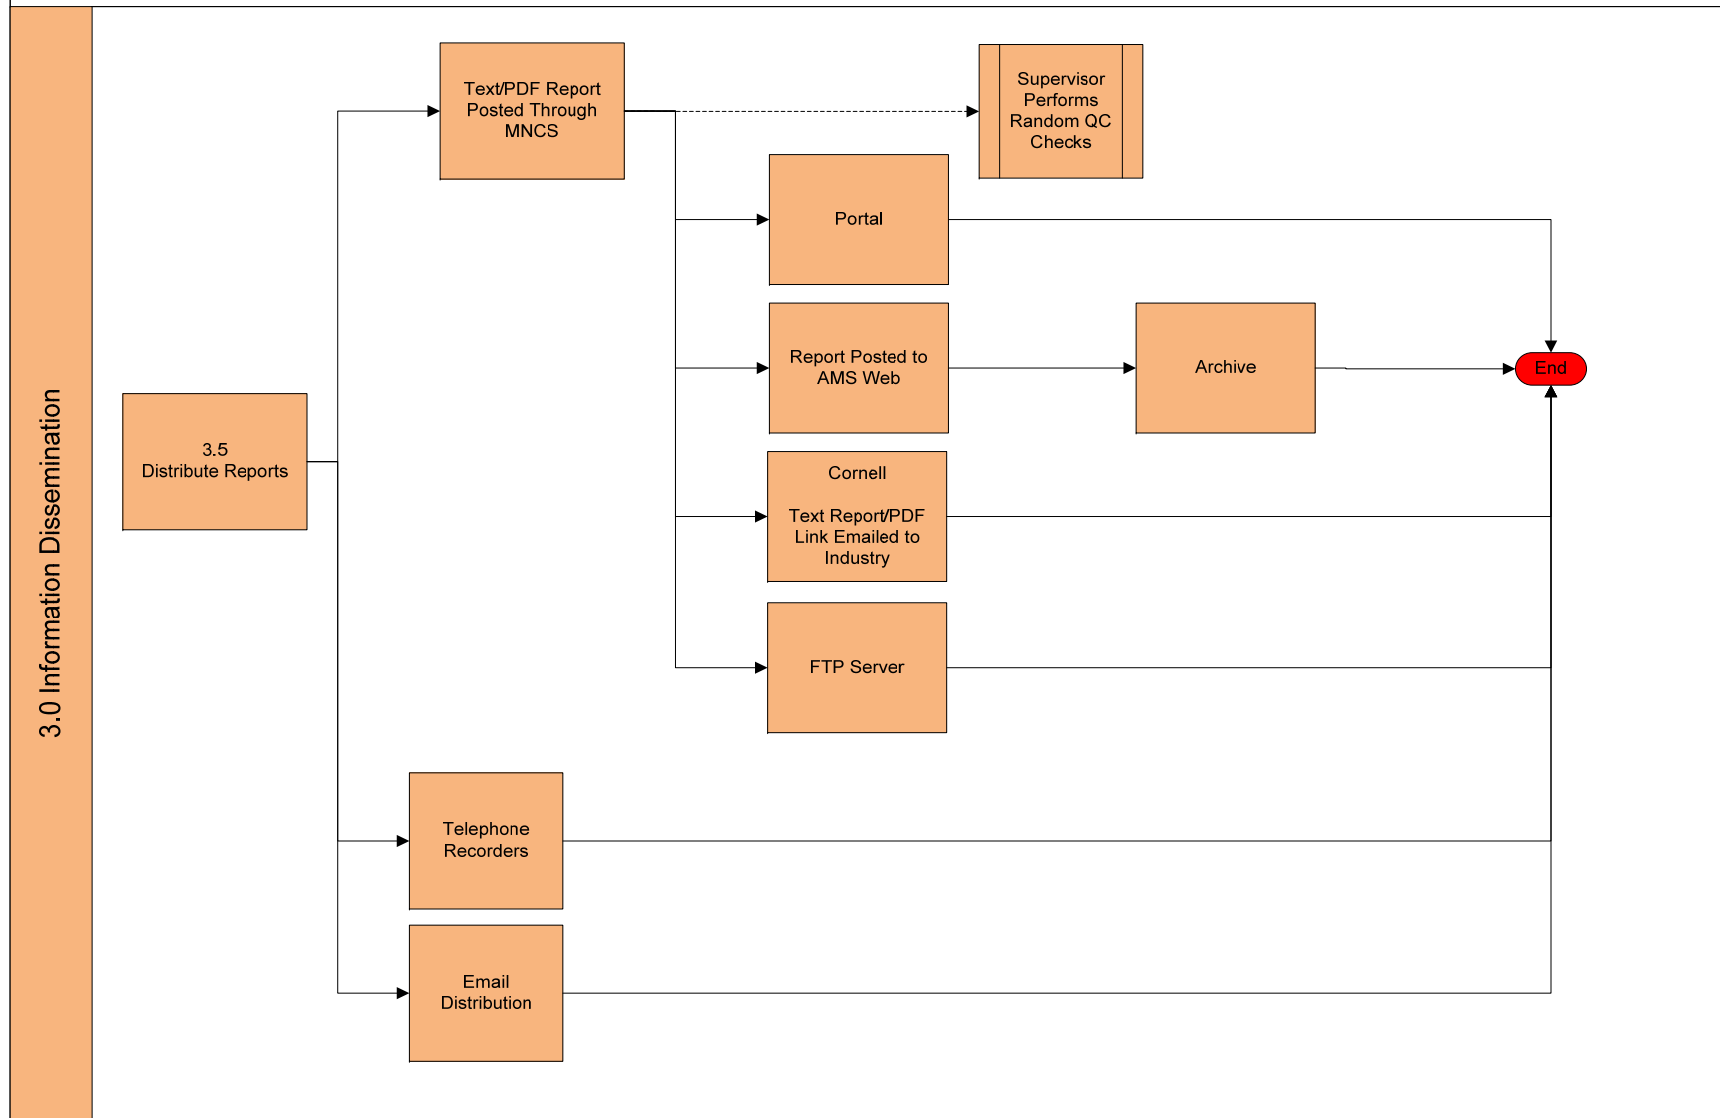 3.0 Information Dissemination
3.5
Distribute Reports
Text/PDF Report
Posted Through
MNCS
Supervisor
Performs
Random QC
Checks
Portal
Report Posted to
AMS Web
Archive
End
Cornell
Text Report/PDF
Link Emailed to
Industry
FTP Server
Telephone
Recorders
Email
Distribution